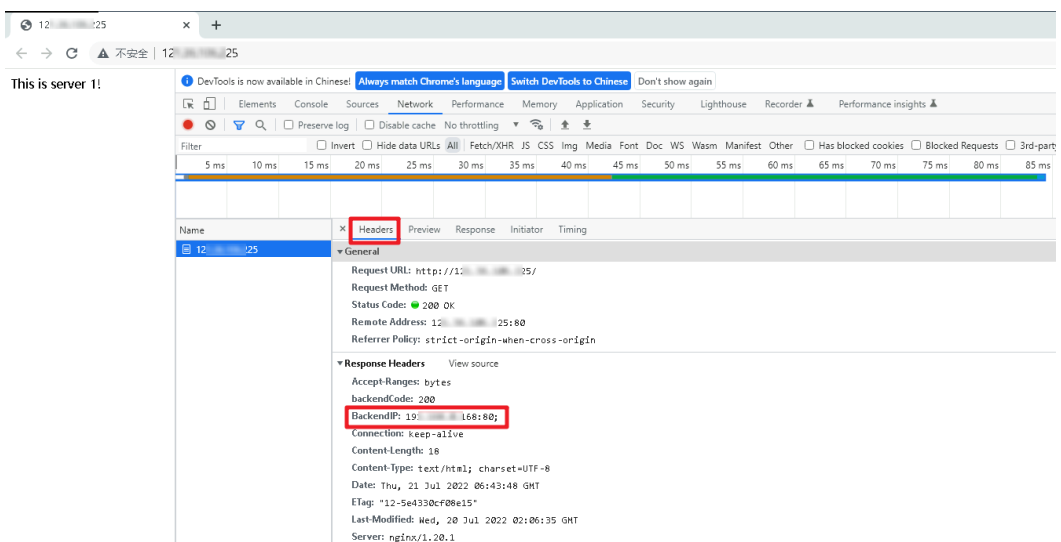 12 225
不安全 12 25
This is server 1!
DevTools is now available in Chinese! Always match Chrome's language Switch DevTools to Chinese Don't show again
Elements Console Sources Network Performance Memory Application Security Lighthouse Recorder Performance insights
Preserve log Disable cache No throttling
Filter Invert Hide data URLs All Fetch/XHR JS CSS Img Media Font Doc WS Wasm Manifest Other Has blocked cookies Blocked Requests 3rd-party
5 ms 10 ms 15 ms 20 ms 25 ms 30 ms 35 ms 40 ms 45 ms 50 ms 55 ms 60 ms 65 ms 70 ms 75 ms 80 ms 85 ms
Name × Headers Preview Response Initiator Timing
12 25
General
Request URL: http://12 25/
Request Method: GET
Status Code: 200 OK
Remote Address: 12 25:80
Referrer Policy: strict-origin-when-cross-origin
Response Headers View source
Accept-Ranges: bytes
backendCode: 200
BackendIP: 19 168:80;
Connection: keep-alive
Content-Length: 18
Content-Type: text/html; charset=UTF-8
Date: Thu, 21 Jul 2022 06:43:48 GMT
ETag: "12-5e4330cf08e15"
Last-Modified: Wed, 20 Jul 2022 02:06:35 GMT
Server: nginx/1.20.1